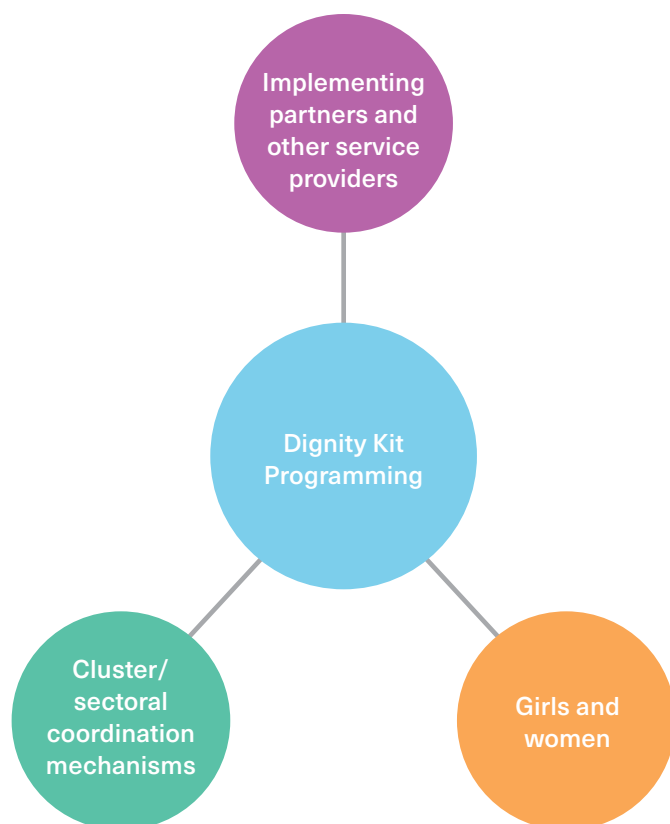 Implementing
partners and
other service
providers
Dignity Kit
Programming
Cluster/
sectoral
coordination
mechanisms
Girls and
women